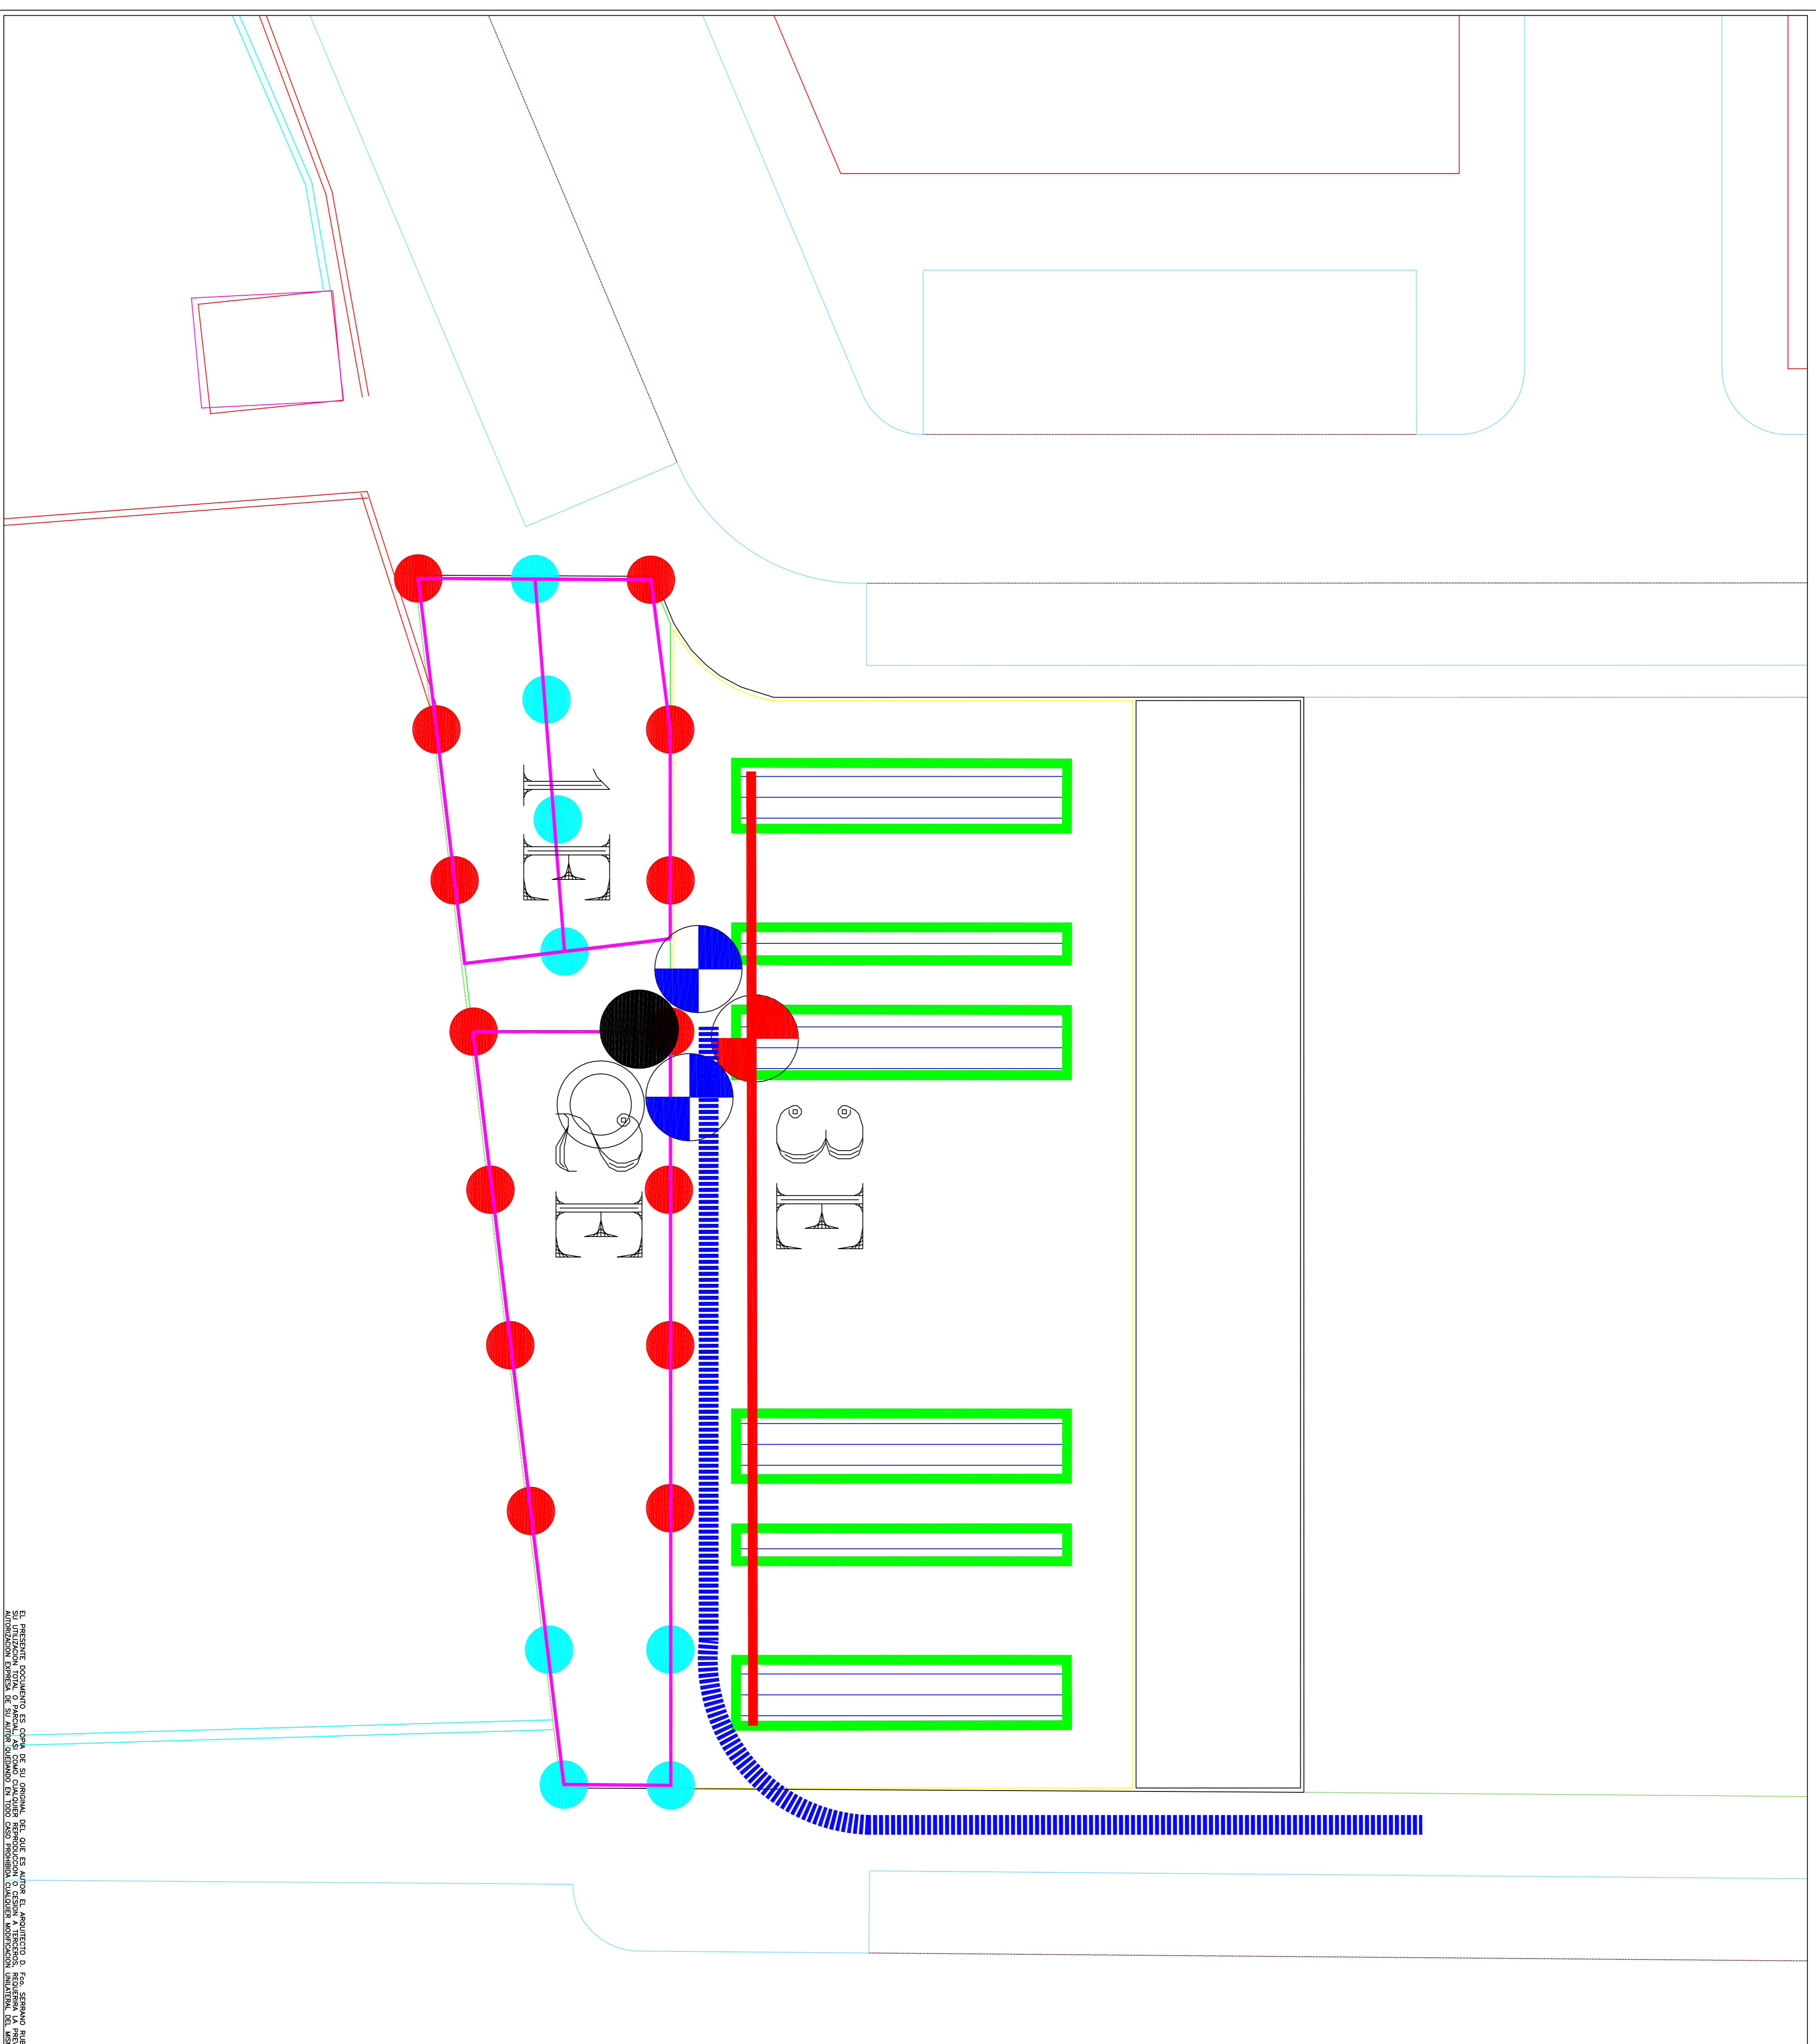 1E
2E
3E
EL PRESENTE DOCUMENTO ES COPIA DE SU ORIGINAL DEL QUE ES AUTOR EL ARQUITECTO D. Fco. SERRANO
SU UTILIZACION TOTAL O PARCIAL, ASI COMO CUALQUIER REPRODUCCION O CESION A TERCEROS, REQUERIRA LA
AUTORIZACION EXPRESA DE SU AUTOR QUEDANDO EN TODO CASO PROHIBIDA CUALQUIER MODIFICACION UNILATERAL DEL